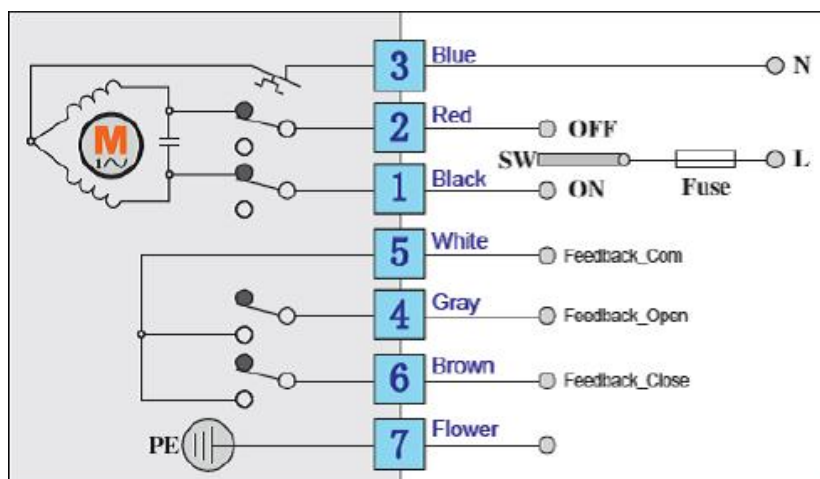 3 Blue N
2 Red OFF
M
1~
SW Fuse L
1 Black ON
5 White Feedback_Com
4 Gray Feedback_Open
6 Brown Feedback_Close
PE 7 Flower